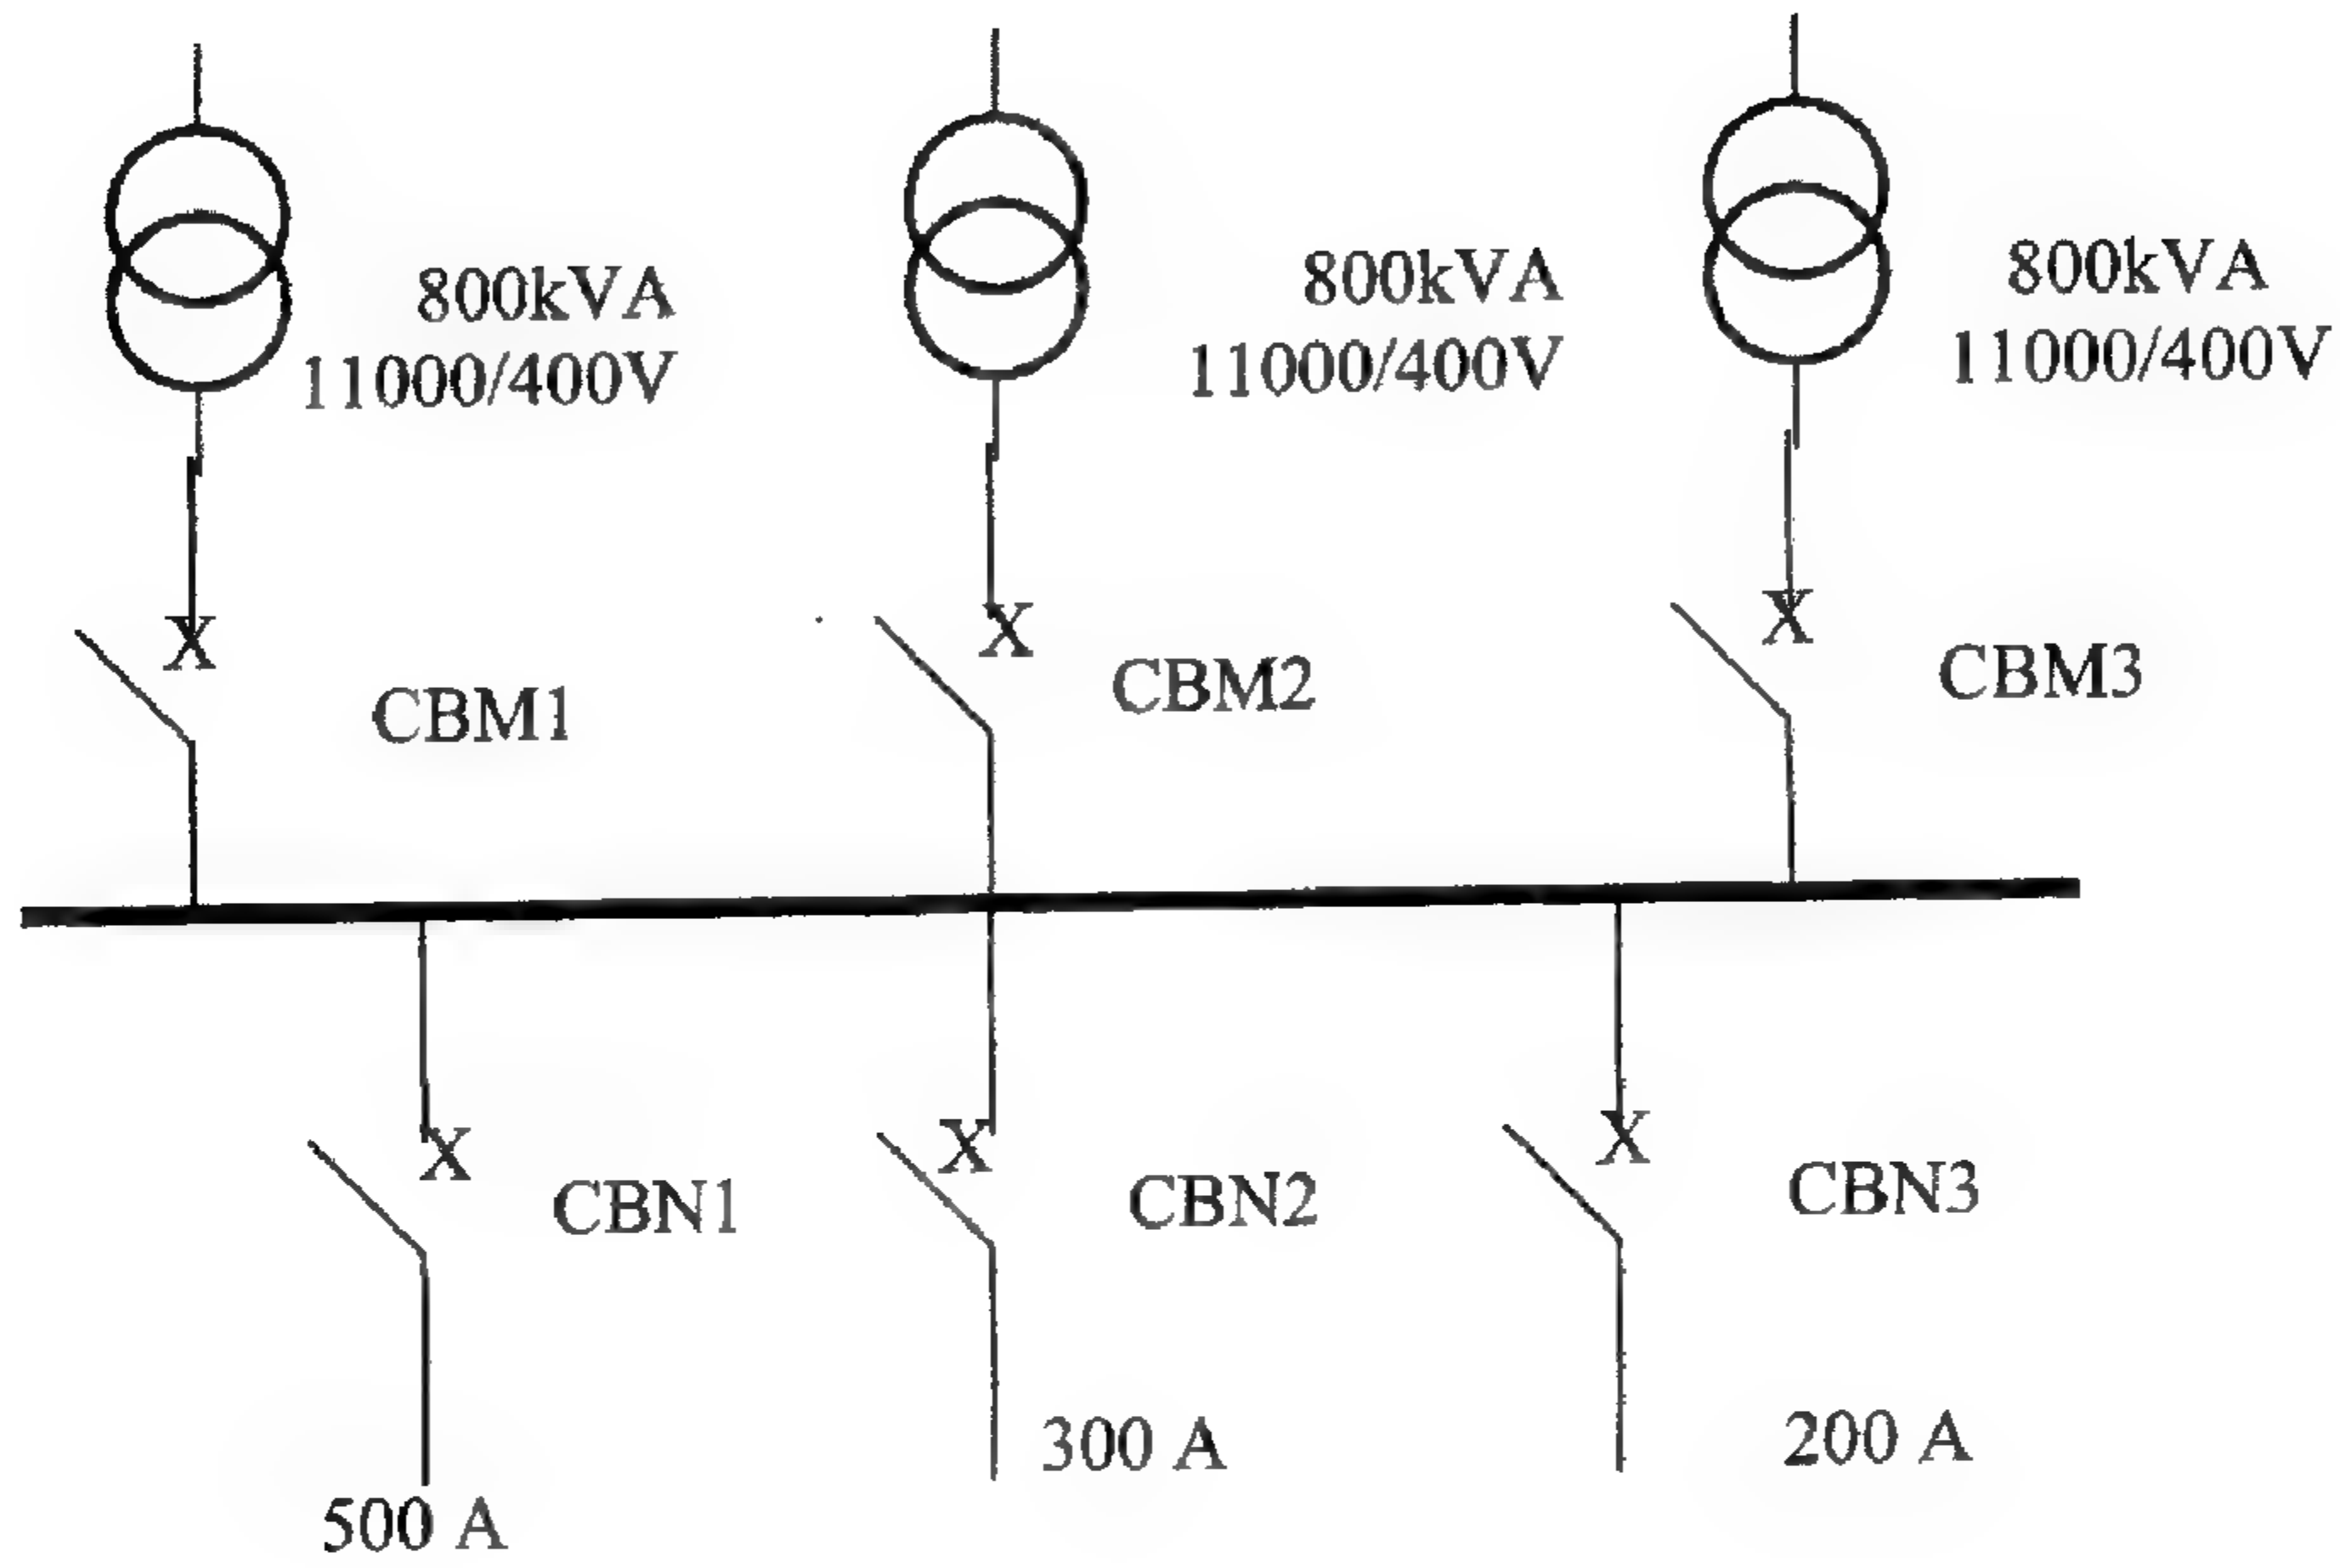 800kVA
11000/400V
800kVA
11000/400V
800kVA
11000/400V
X
X
X
CBM1
CBM2
CBM3
X
X
X
CBN1
CBN2
CBN3
500 A
300 A
200 A